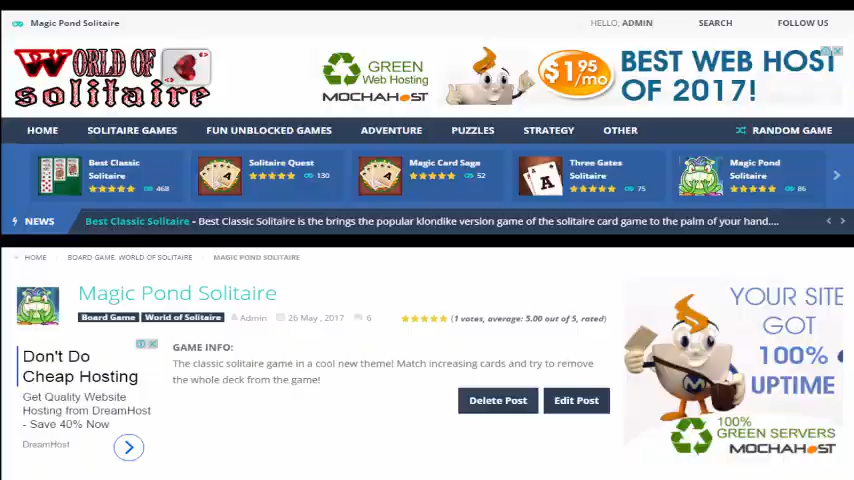 Magic Pond Solitaire
HELLO, ADMIN
SEARCH
FOLLOW US
WORLD OF
solitaire
GREEN
Web Hosting
MOCHAHOST
$1.95
/mo
BEST WEB HOST
OF 2017!
HOME
SOLITAIRE GAMES
FUN UNBLOCKED GAMES
ADVENTURE
PUZZLES
STRATEGY
OTHER
RANDOM GAME
Best Classic
Solitaire
468
Solitaire Quest
130
Magic Card Saga
52
Three Gates
Solitaire
75
Magic Pond
Solitaire
86
NEWS
Best Classic Solitaire - Best Classic Solitaire is the brings the popular klondike version game of the solitaire card game to the palm of your hand....
HOME
BOARD GAME, WORLD OF SOLITAIRE
MAGIC POND SOLITAIRE
Magic Pond Solitaire
Board Game
World of Solitaire
Admin
26 May , 2017
6
(1 votes, average: 5.00 out of 5, rated)
Don't Do
Cheap Hosting
Get Quality Website
Hosting from DreamHost
- Save 40% Now
DreamHost
GAME INFO:
The classic solitaire game in a cool new theme! Match increasing cards and try to remove
the whole deck from the game!
Delete Post
Edit Post
YOUR SITE
GOT
100%
UPTIME
M
100%
GREEN SERVERS
MOCHAHOST